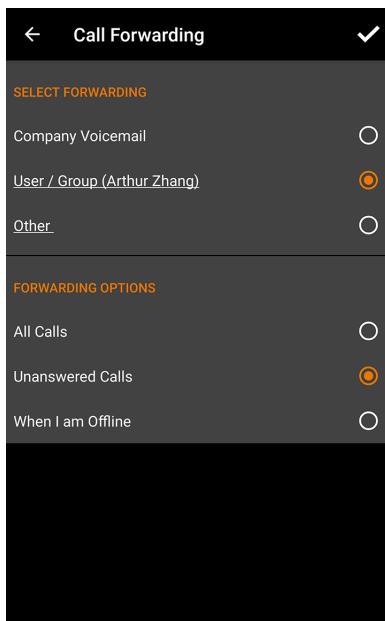 Call Forwarding
SELECT FORWARDING
Company Voicemail
User / Group (Arthur Zhang)
Other
FORWARDING OPTIONS
All Calls
Unanswered Calls
When I am Offline